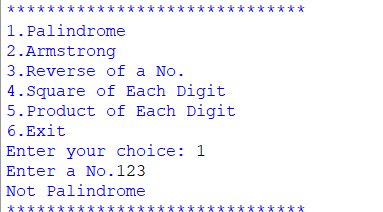 ******************************
1.Palindrome
2.Armstrong
3.Reverse of a No.
4.Square of Each Digit
5.Product of Each Digit
6.Exit
Enter your choice: 1
Enter a No.123
Not Palindrome
******************************